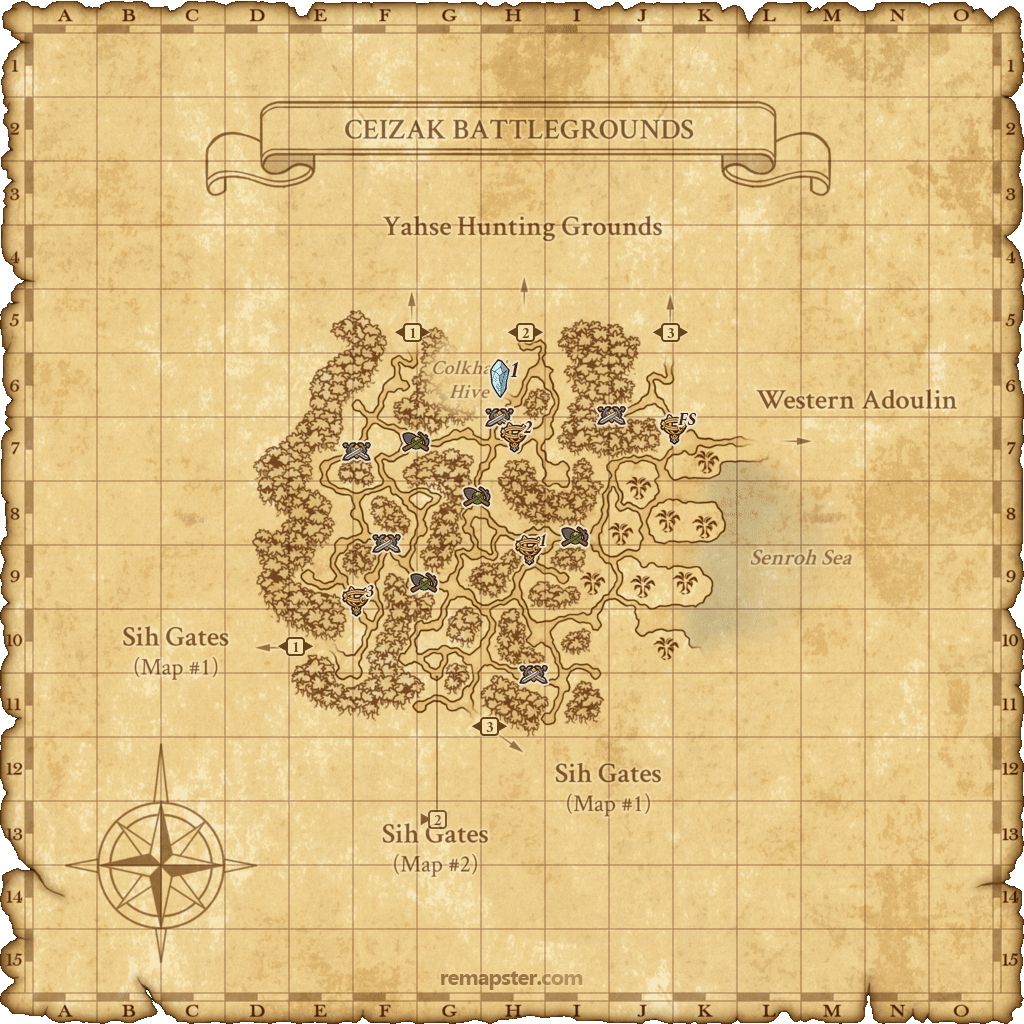 A B C D E F G H I J K L M N O
1 1
2 2
CEIZAK BATTLEGROUNDS
3 3
Yahse Hunting Grounds
4 4
5 5
1 2 3
Colkha
Hive
1
6 6
Western Adoulin
FS
2
7 7
8 8
1
Senroh Sea
9 9
3
10 10
Sih Gates
(Map #1)
1
11 11
3
12 12
Sih Gates
(Map #1)
2
13 13
Sih Gates
(Map #2)
14 14
15 15
remapster.com
A B C D E F G H I J K L M N O